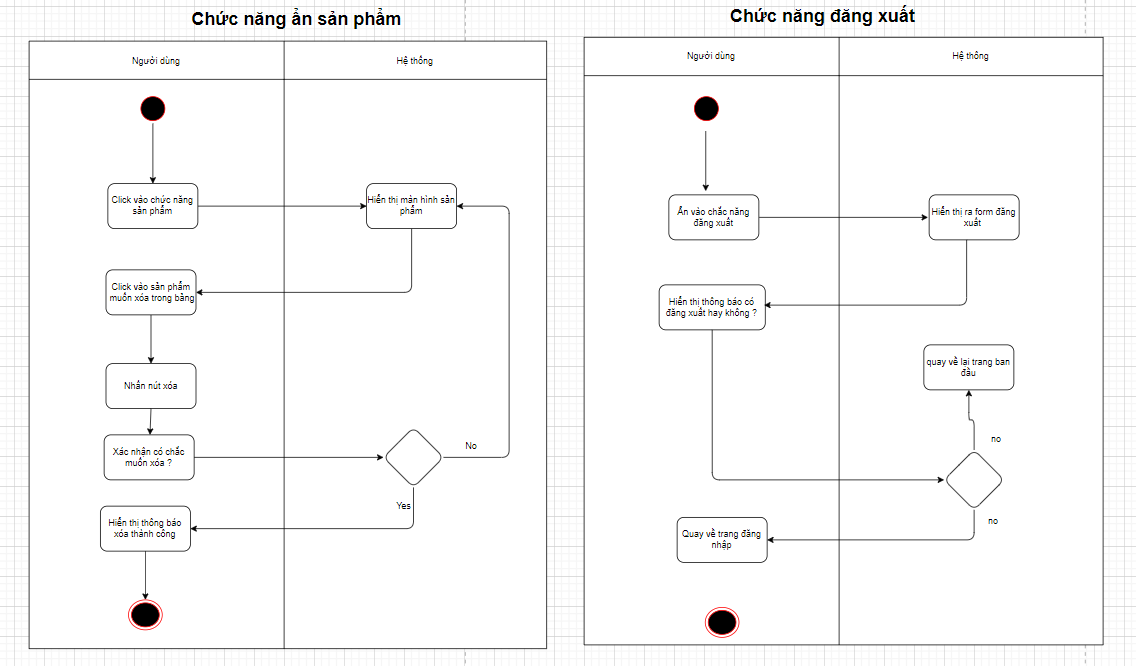 Chức năng ẩn sản phẩm
Người dùng
Hệ thống
Click vào chức năng
sản phẩm
Hiển thị màn hình sản
phẩm
Click vào sản phẩm
muốn xóa trong bảng
Nhấn nút xóa
Xác nhận có chắc
muốn xóa ?
No
Yes
Hiển thị thông báo
xóa thành công
Chức năng đăng xuất
Người dùng
Hệ thống
Ấn vào chắc năng
đăng xuất
Hiển thị ra form đăng
xuất
Hiển thị thông báo có
đăng xuất hay không ?
quay về lại trang ban
đầu
no
no
Quay về trang đăng
nhập